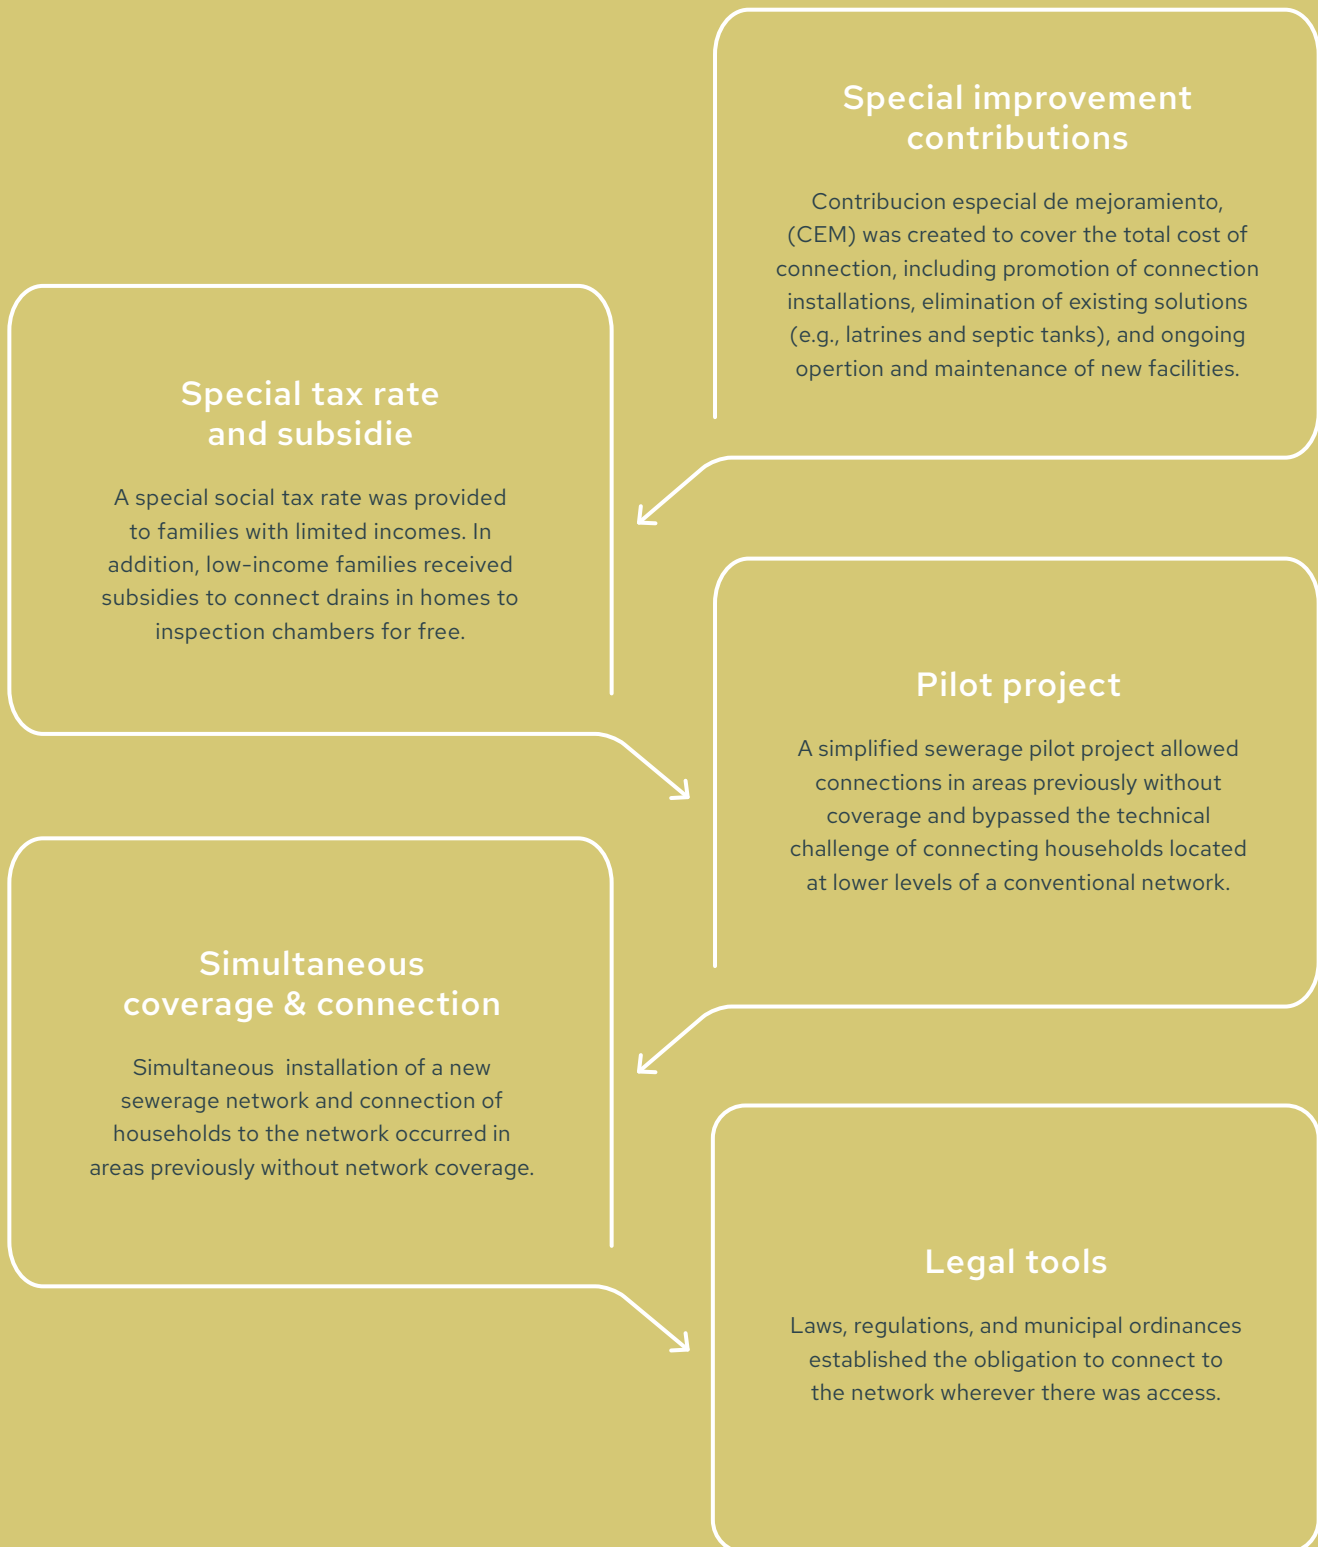 Special improvement
contributions
Contribucion especial de mejoramiento,
(CEM) was created to cover the total cost of
connection, including promotion of connection
installations, elimination of existing solutions
(e.g., latrines and septic tanks), and ongoing
opertion and maintenance of new facilities.
Special tax rate
and subsidie
A special social tax rate was provided
to families with limited incomes. In
addition, low-income families received
subsidies to connect drains in homes to
inspection chambers for free.
Pilot project
A simplified sewerage pilot project allowed
connections in areas previously without
coverage and bypassed the technical
challenge of connecting households located
at lower levels of a conventional network.
Simultaneous
coverage & connection
Simultaneous  installation of a new
sewerage network and connection of
households to the network occurred in
areas previously without network coverage.
Legal tools
Laws, regulations, and municipal ordinances
established the obligation to connect to
the network wherever there was access.